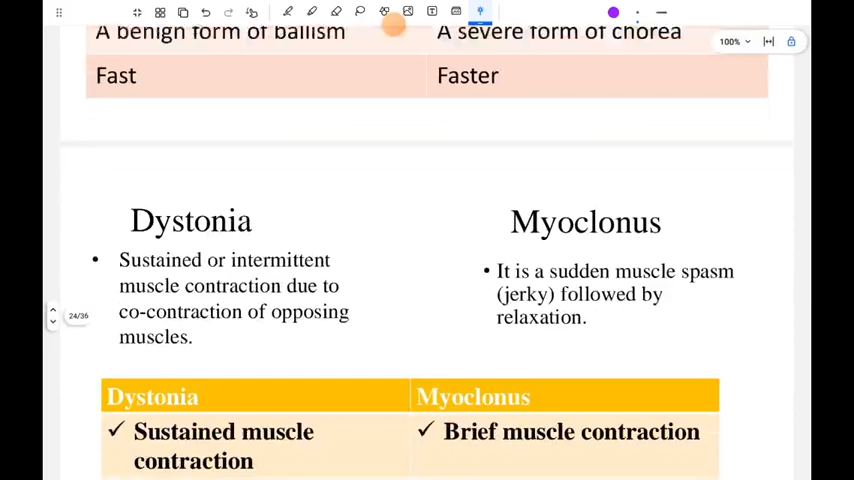 100%
A benign form of ballism
A severe form of chorea
Fast
Faster
Dystonia
• Sustained or intermittent
muscle contraction due to
co-contraction of opposing
muscles.
Myoclonus
• It is a sudden muscle spasm
(jerky) followed by
relaxation.
24/36
Dystonia
Myoclonus
✓ Sustained muscle
contraction
✓ Brief muscle contraction